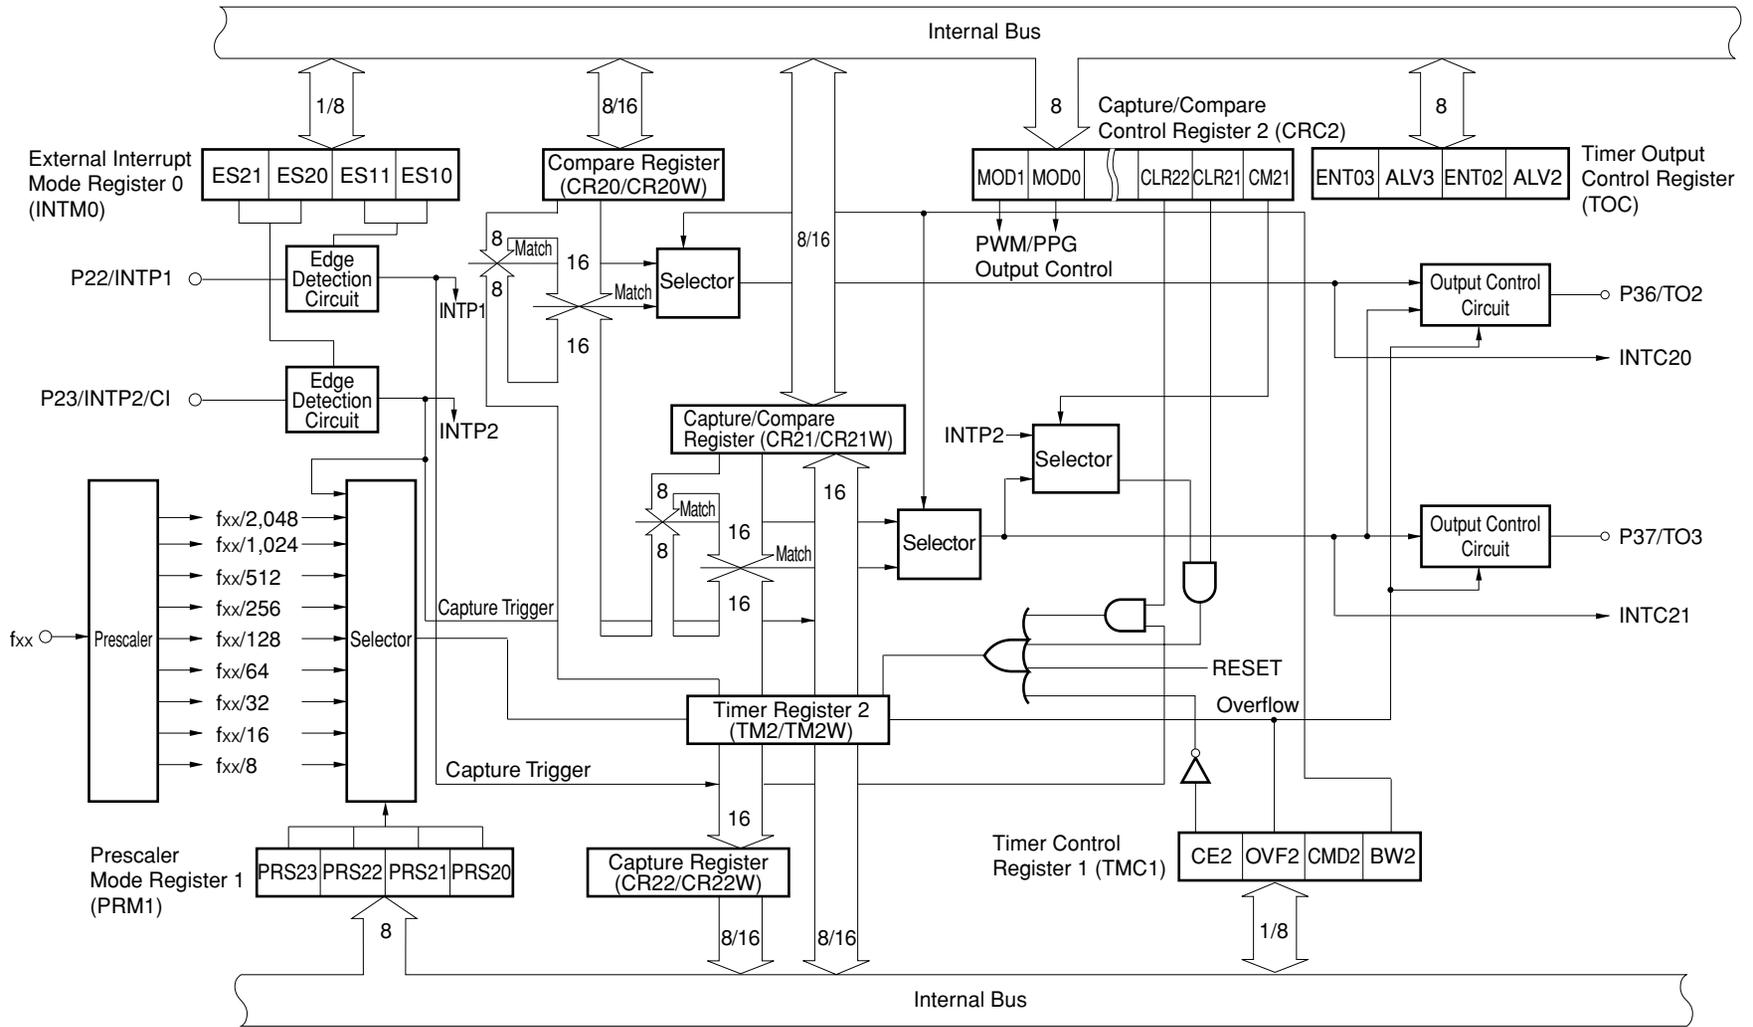 Internal Bus
1/8
8/16
8
8
External Interrupt
Mode Register 0
(INTM0)
ES21 ES20 ES11 ES10
Compare Register
(CR20/CR20W)
8/16
Capture/Compare
Control Register 2 (CRC2)
MOD1 MOD0 CLR22 CLR21 CM21
ENT03 ALV3 ENT02 ALV2
Timer Output
Control Register
(TOC)
PWM/PPG
Output Control
P22/INTP1
Edge
Detection
Circuit
INTP1
8
Match
8
16
Match
16
Selector
Output Control
Circuit
P36/TO2
INTC20
P23/INTP2/CI
Edge
Detection
Circuit
INTP2
Capture/Compare
Register (CR21/CR21W)
INTP2
Selector
8
Match
8
16
Match
16
16
Selector
Output Control
Circuit
P37/TO3
INTC21
fxx
Prescaler
fxx/2,048
fxx/1,024
fxx/512
fxx/256
fxx/128
fxx/64
fxx/32
fxx/16
fxx/8
Selector
Capture Trigger
RESET
Timer Register 2
(TM2/TM2W)
Overflow
Capture Trigger
16
Prescaler
Mode Register 1
(PRM1)
PRS23 PRS22 PRS21 PRS20
Capture Register
(CR22/CR22W)
Timer Control
Register 1 (TMC1)
CE2 OVF2 CMD2 BW2
8
8/16
8/16
1/8
Internal Bus